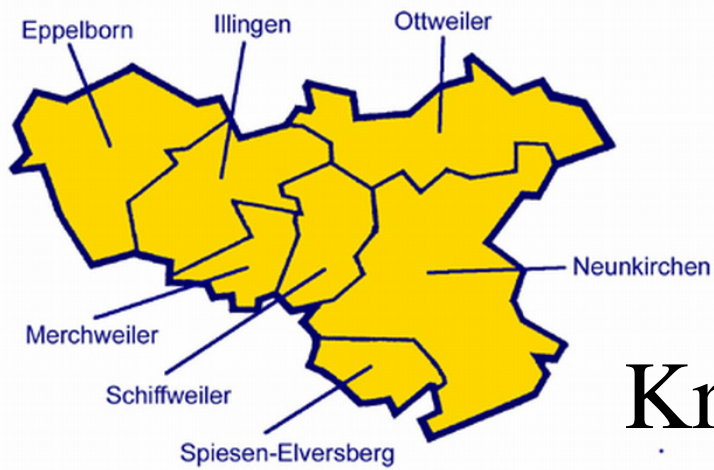 Eppelborn
Illingen
Ottweiler
Neunkirchen
Merchweiler
Schiffweiler
Spiesen-Elversberg